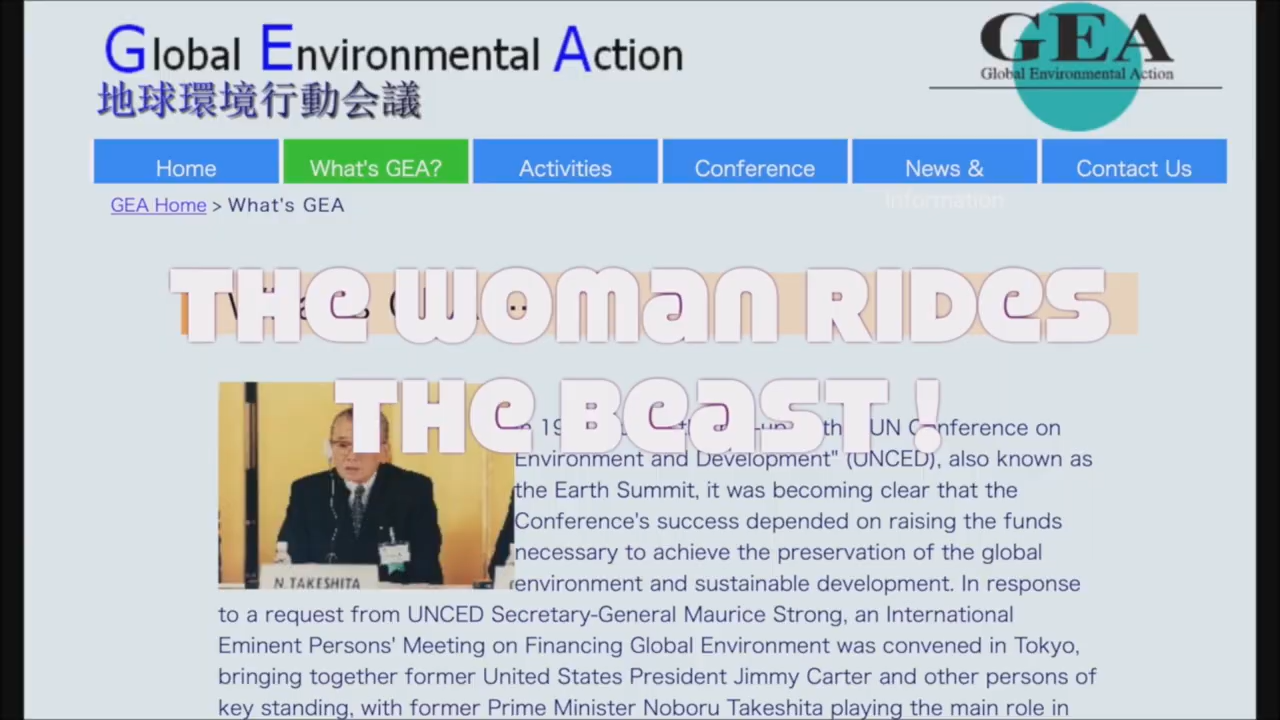 Global Environmental Action
地球環境行動会議
GEA
Global Environmental Action
Home
What's GEA?
Activities
Conference
News &
Information
Contact Us
GEA Home > What's GEA
THE WOMAN RIDES
THE BEAST !
the UN Conference on
Environment and Development" (UNCED), also known as
the Earth Summit, it was becoming clear that the
Conference's success depended on raising the funds
necessary to achieve the preservation of the global
environment and sustainable development. In response
N.TAKESHITA
to a request from UNCED Secretary-General Maurice Strong, an International
Eminent Persons' Meeting on Financing Global Environment was convened in Tokyo,
bringing together former United States President Jimmy Carter and other persons of
key standing, with former Prime Minister Noboru Takeshita playing the main role in